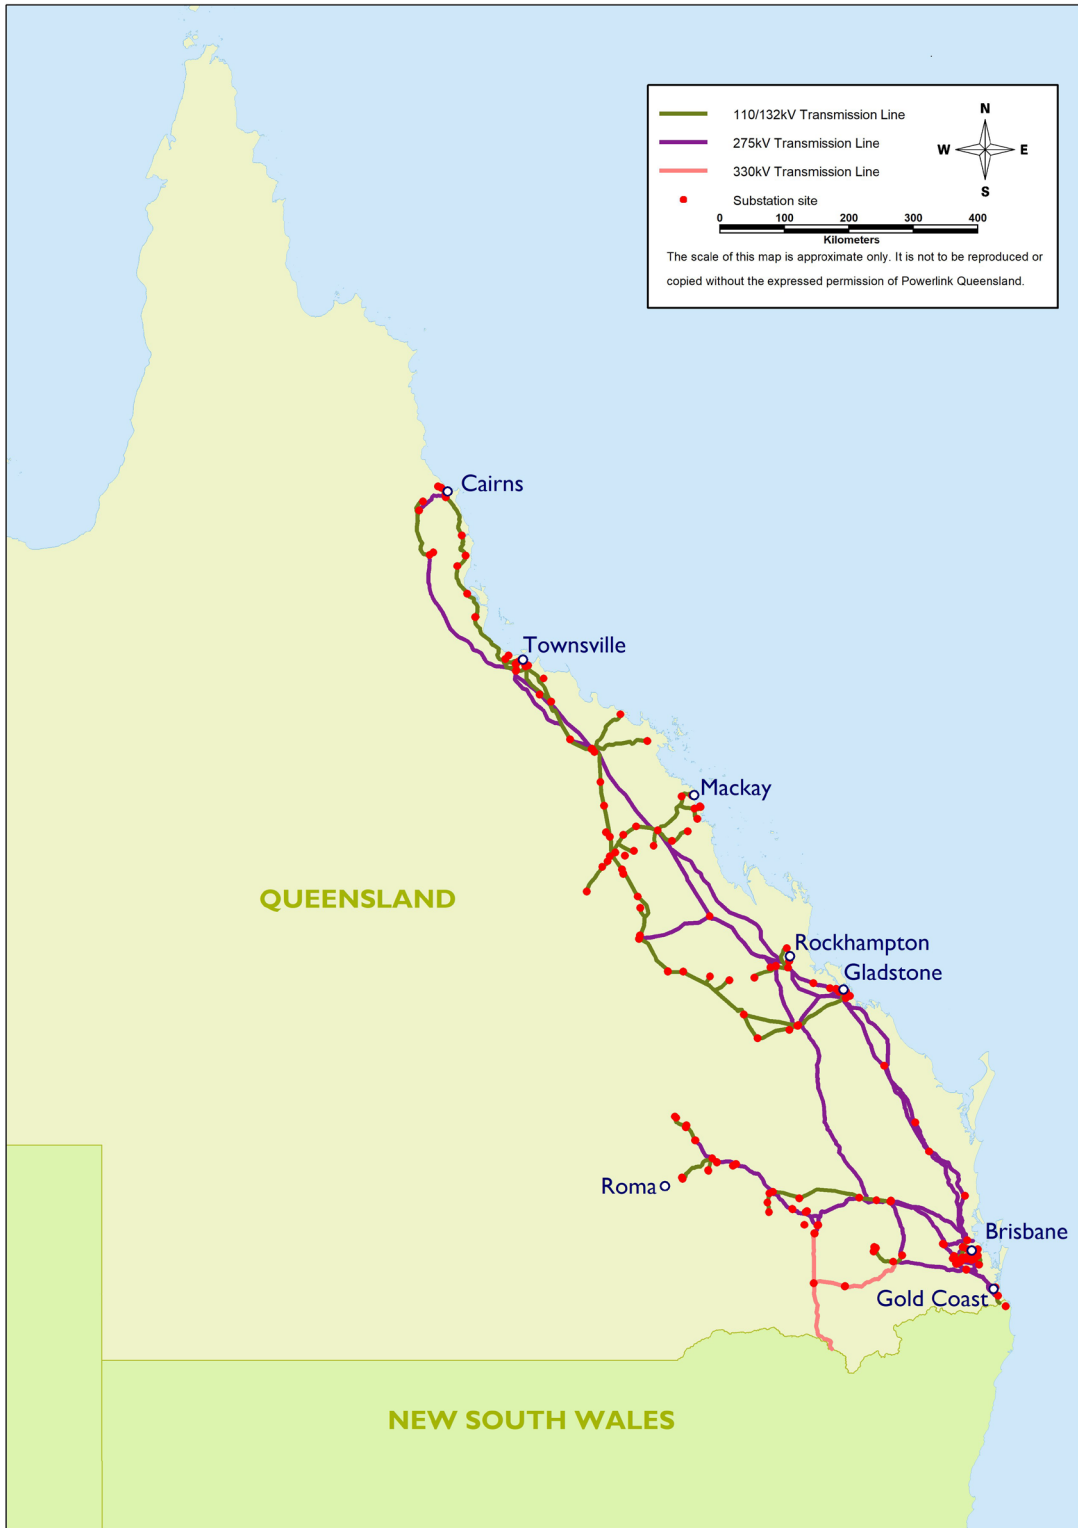 110/132kV Transmission Line
275kV Transmission Line
330kV Transmission Line
Substation site
N
W E
S
0 100 200 300 400
Kilometers
The scale of this map is approximate only. It is not to be reproduced or
copied without the expressed permission of Powerlink Queensland.
Cairns
Townsville
Mackay
QUEENSLAND
Rockhampton
Gladstone
Roma
Brisbane
Gold Coast
NEW SOUTH WALES